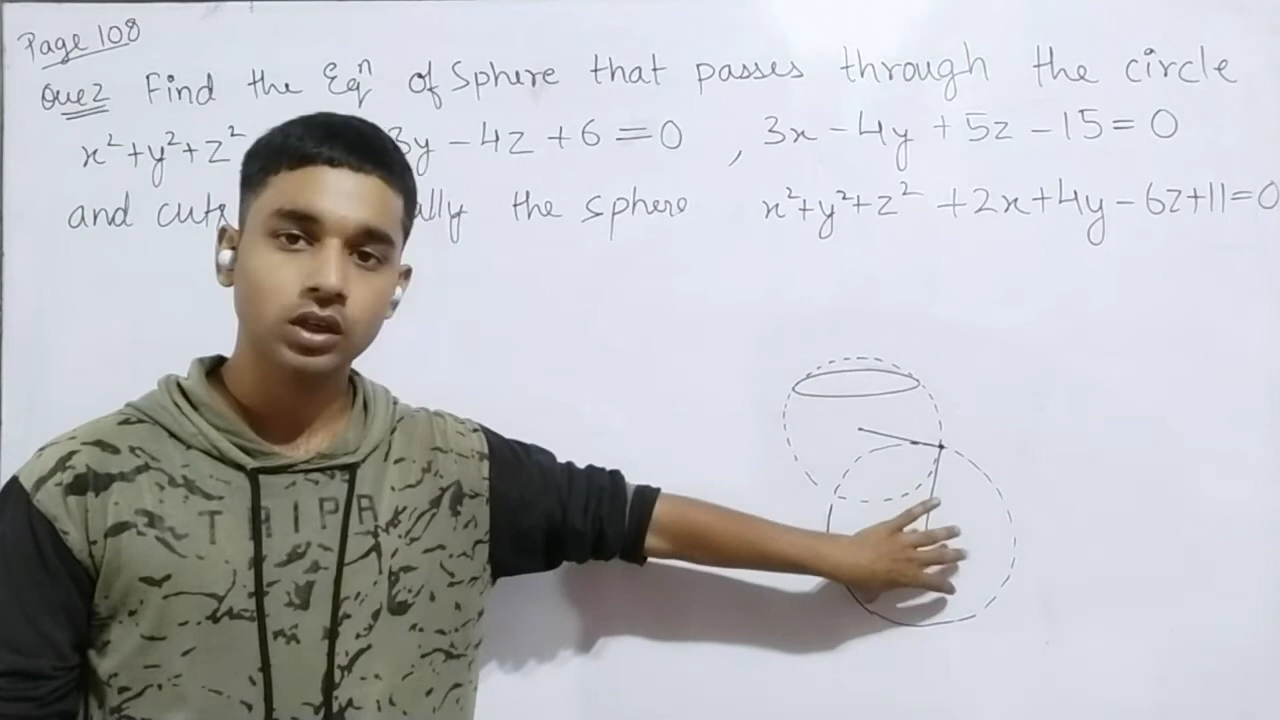 Page 108
Que2 Find the Eqⁿ of Sphere that passes through the circle
x²+y²+z² 3y - 4z + 6 = 0 , 3x - 4y + 5z - 15 = 0
and cuts ally the sphere x²+y²+z² + 2x + 4y - 6z + 11 = 0